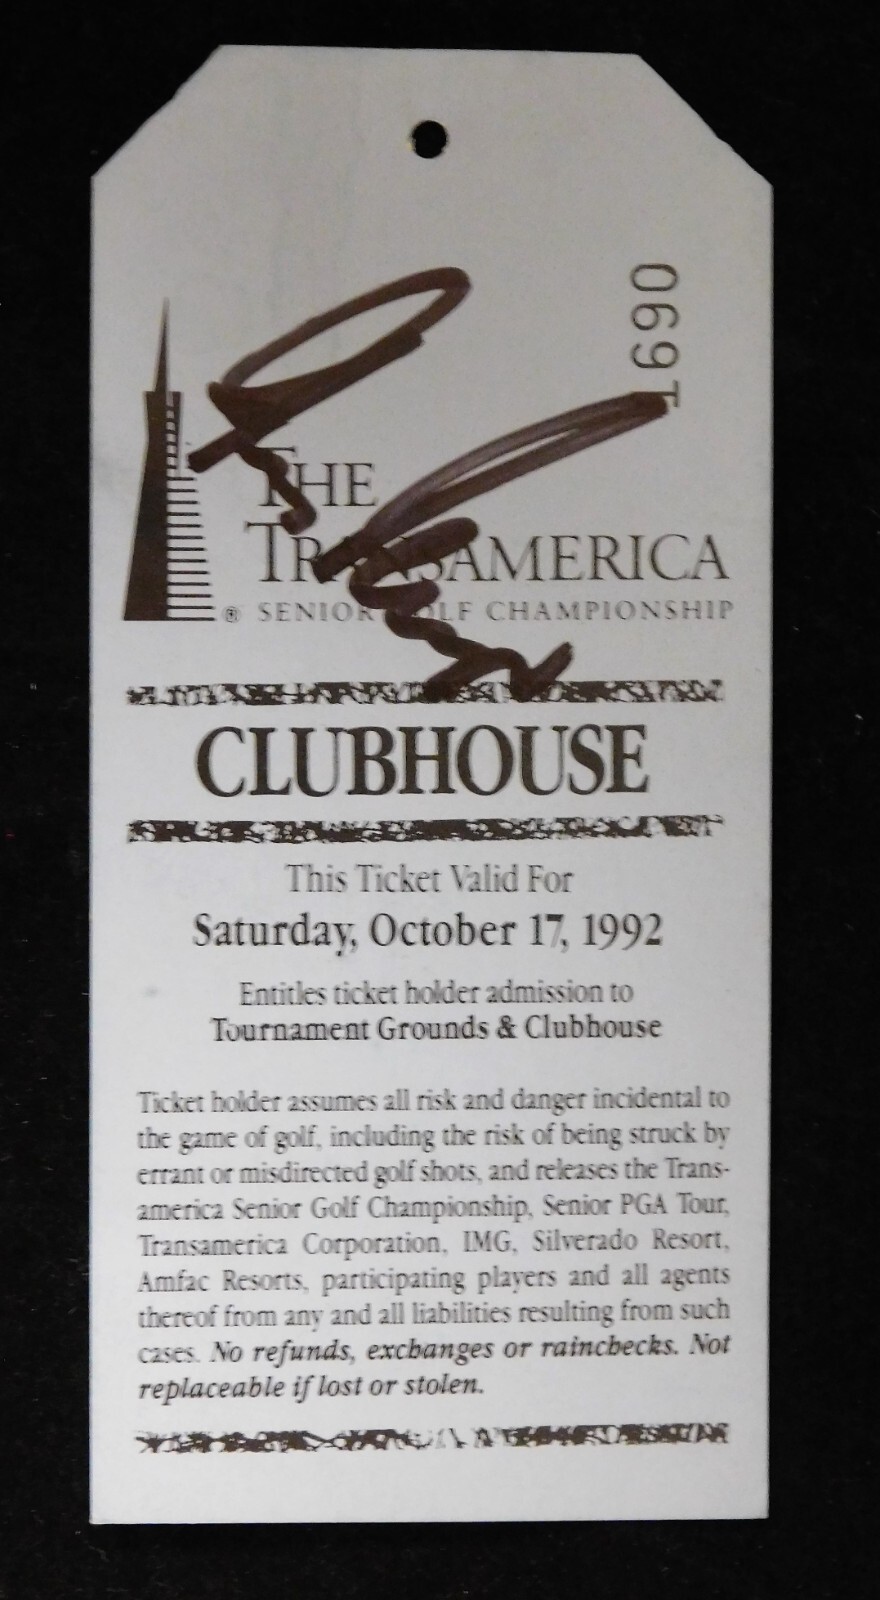 1690
THE
TRANSAMERICA
® SENIOR GOLF CHAMPIONSHIP
CLUBHOUSE
This Ticket Valid For
Saturday, October 17, 1992
Entitles ticket holder admission to
Tournament Grounds & Clubhouse
Ticket holder assumes all risk and danger incidental to
the game of golf, including the risk of being struck by
errant or misdirected golf shots, and releases the Trans-
america Senior Golf Championship, Senior PGA Tour,
Transamerica Corporation, IMG, Silverado Resort,
Amfac Resorts, participating players and all agents
thereof from any and all liabilities resulting from such
cases. No refunds, exchanges or rainchecks. Not
replaceable if lost or stolen.